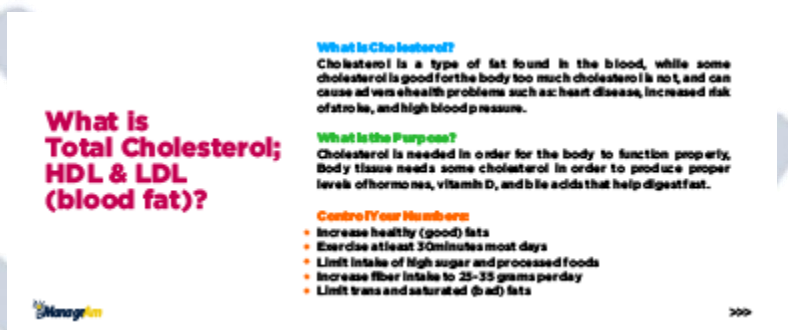 What is
Total Cholesterol;
HDL & LDL
(blood fat)?
What is Cholesterol?
Cholesterol is a type of fat found in the blood, while some
cholesterol is good for the body too much cholesterol is not, and can
cause adverse health problems such as: heart disease, increased risk
of stroke, and high blood pressure.
What is the Purpose?
Cholesterol is needed in order for the body to function properly,
Body tissue needs some cholesterol in order to produce proper
levels of hormones, vitamin D, and bile acids that help digest fast.
Control Your Numbers:
• Increase healthy (good) fats
• Exercise at least 30minutes most days
• Limit intake of high sugar and processed foods
• Increase fiber intake to 25-35 grams per day
• Limit trans and saturated (bad) fats
ManageAm
>>>